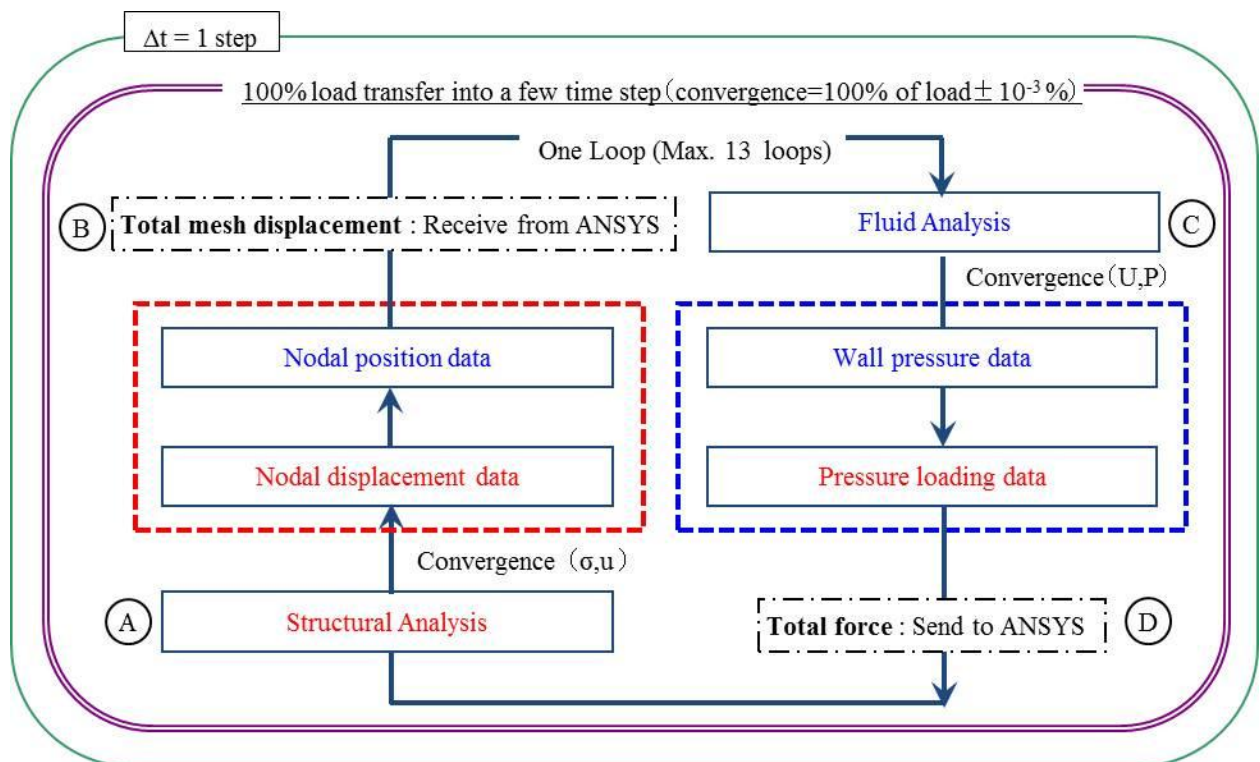 Δt = 1 step
100% load transfer into a few time step(convergence=100% of load± 10⁻³ %)
One Loop (Max. 13 loops)
B
Total mesh displacement : Receive from ANSYS
Fluid Analysis
C
Convergence(U,P)
Nodal position data
Wall pressure data
Nodal displacement data
Pressure loading data
Convergence (σ,u)
A
Structural Analysis
Total force : Send to ANSYS
D